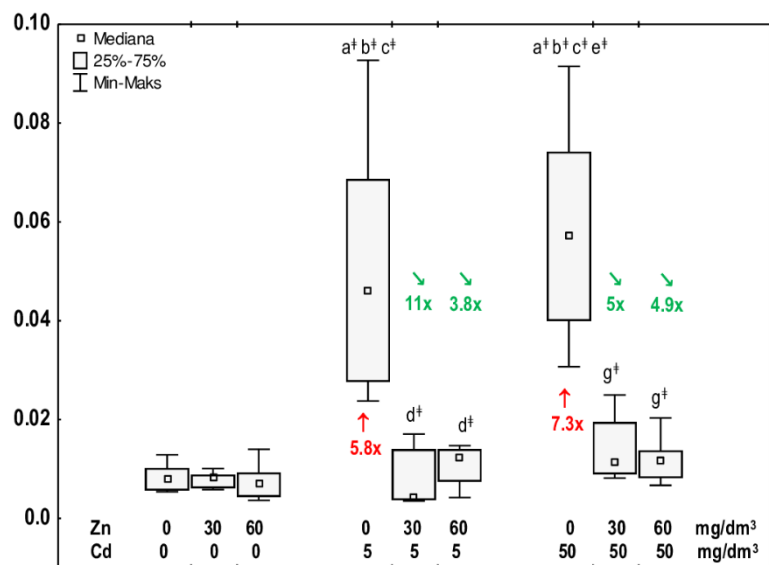 0.10
Mediana
25%-75%
Min-Maks
a‡ b‡ c‡
a‡ b‡ c‡ e‡
0.08
0.06
11x 3.8x
5x 4.9x
0.04
0.02
↑
5.8x
d‡ d‡
↑
7.3x
g‡ g‡
0.0
Zn 0 30 60 0 30 60 0 30 60 mg/dm³
Cd 0 0 0 5 5 5 50 50 50 mg/dm³